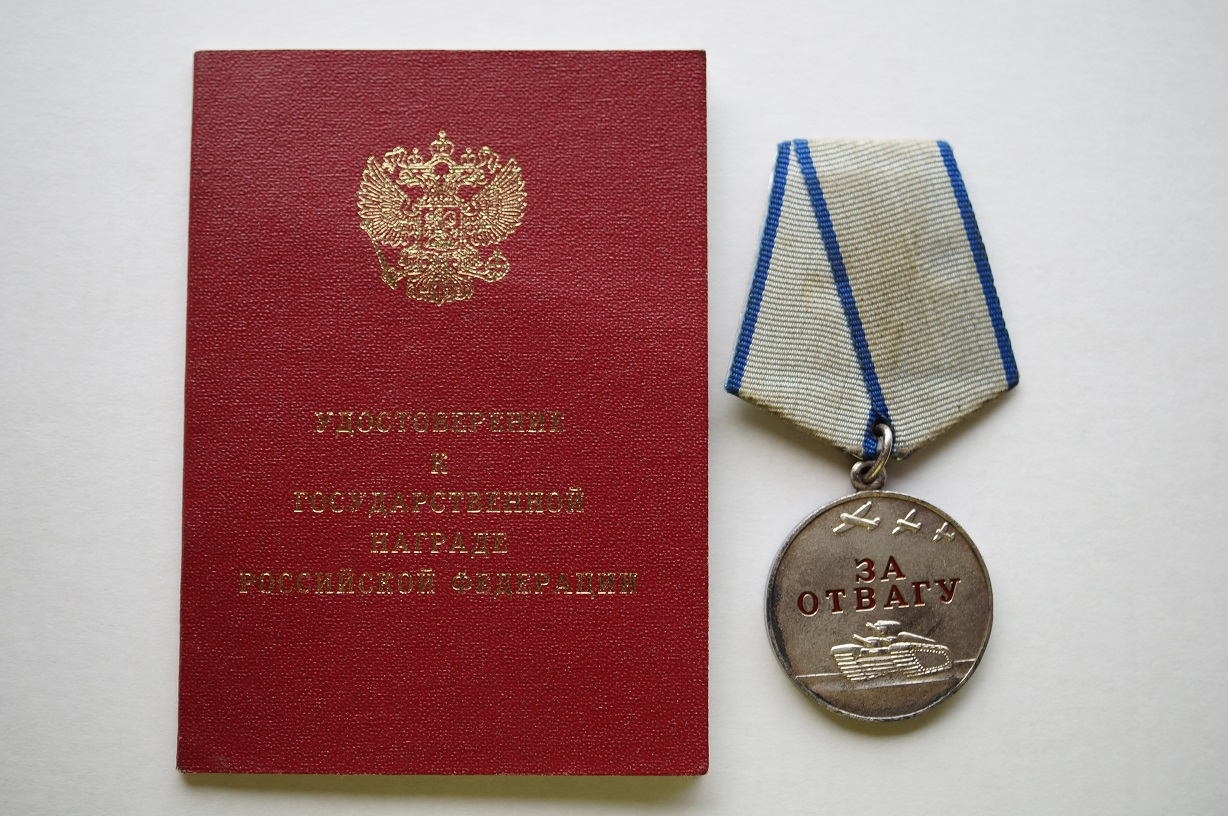 УДОСТОВЕРЕНИЕ
К
ГОСУДАРСТВЕННОЙ
НАГРАДЕ
РОССИЙСКОЙ ФЕДЕРАЦИИ
ЗА
ОТВАГУ